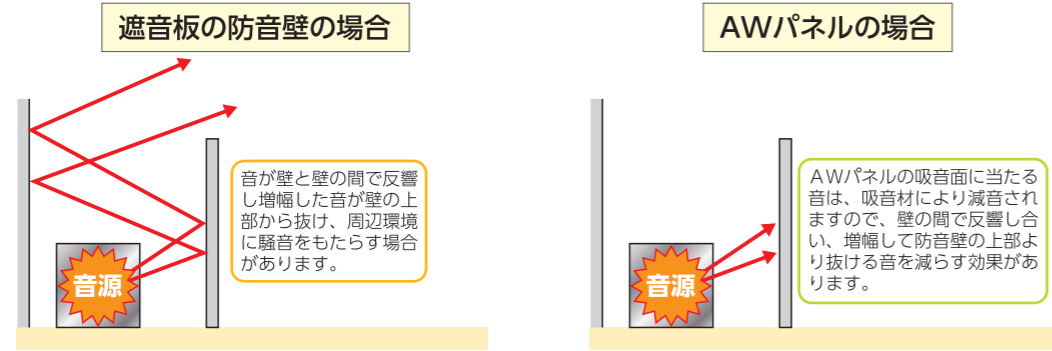 遮音板の防音壁の場合
音が壁と壁の間で反響
し増幅した音が壁の上
部から抜け、周辺環境
に騒音をもたらす場合
があります。
音源
AWパネルの場合
AWパネルの吸音面に当たる
音は、吸音材により減音され
ますので、壁の間で反響し合
い、増幅して防音壁の上部よ
り抜ける音を減らす効果があ
ります。
音源